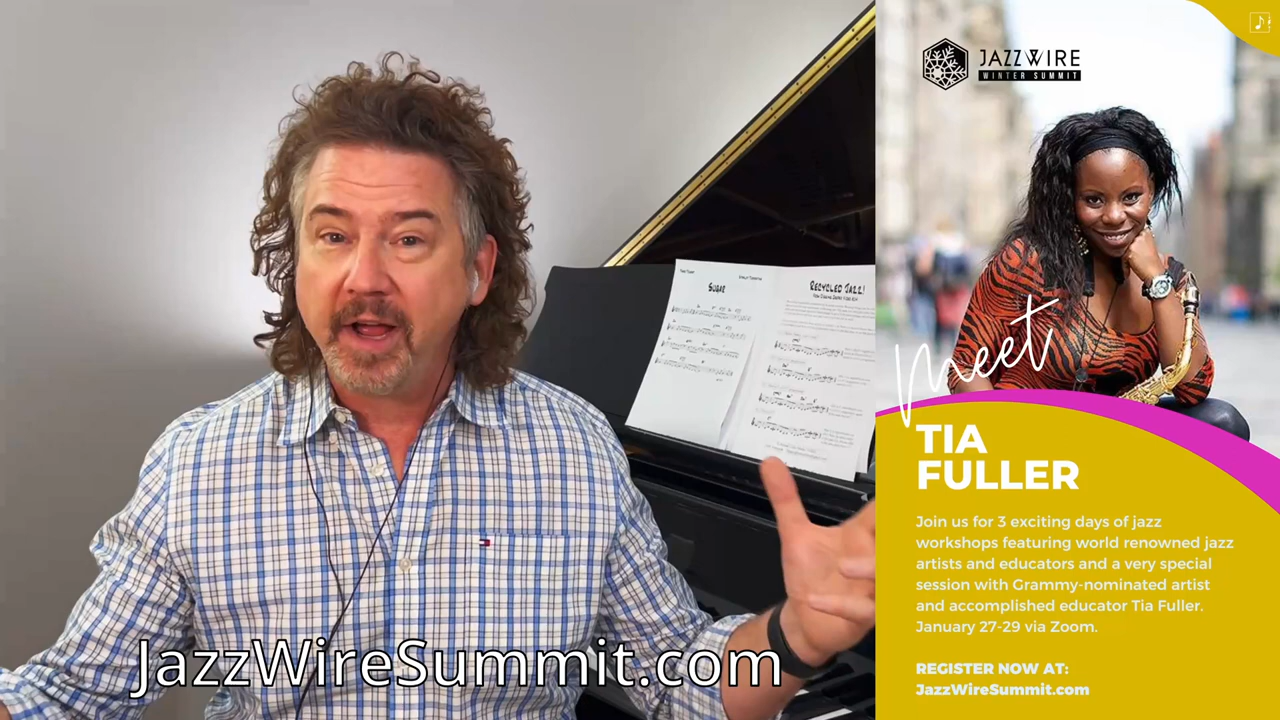 JAZZWIRE
WINTER SUMMIT
SUGAR
RECYCLED JAZZ!
meet
TIA
FULLER
Join us for 3 exciting days of jazz
workshops featuring world renowned jazz
artists and educators and a very special
session with Grammy-nominated artist
and accomplished educator Tia Fuller.
January 27-29 via Zoom.
REGISTER NOW AT:
JazzWireSummit.com
JazzWireSummit.com